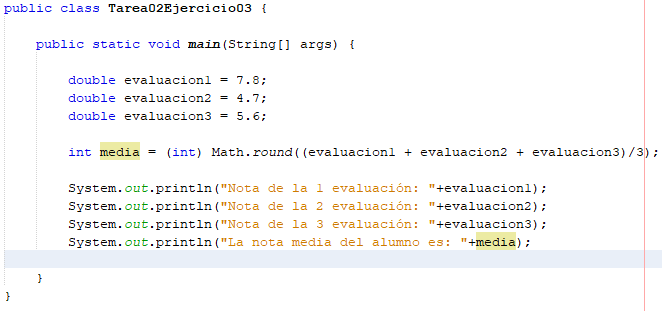 public class Tarea02Ejercicio03 {
public static void main(String[] args) {
double evaluacion1 = 7.8;
double evaluacion2 = 4.7;
double evaluacion3 = 5.6;
int media = (int) Math.round((evaluacion1 + evaluacion2 + evaluacion3)/3);
System.out.println("Nota de la 1 evaluación: "+evaluacion1);
System.out.println("Nota de la 2 evaluación: "+evaluacion2);
System.out.println("Nota de la 3 evaluación: "+evaluacion3);
System.out.println("La nota media del alumno es: "+media);
}
}